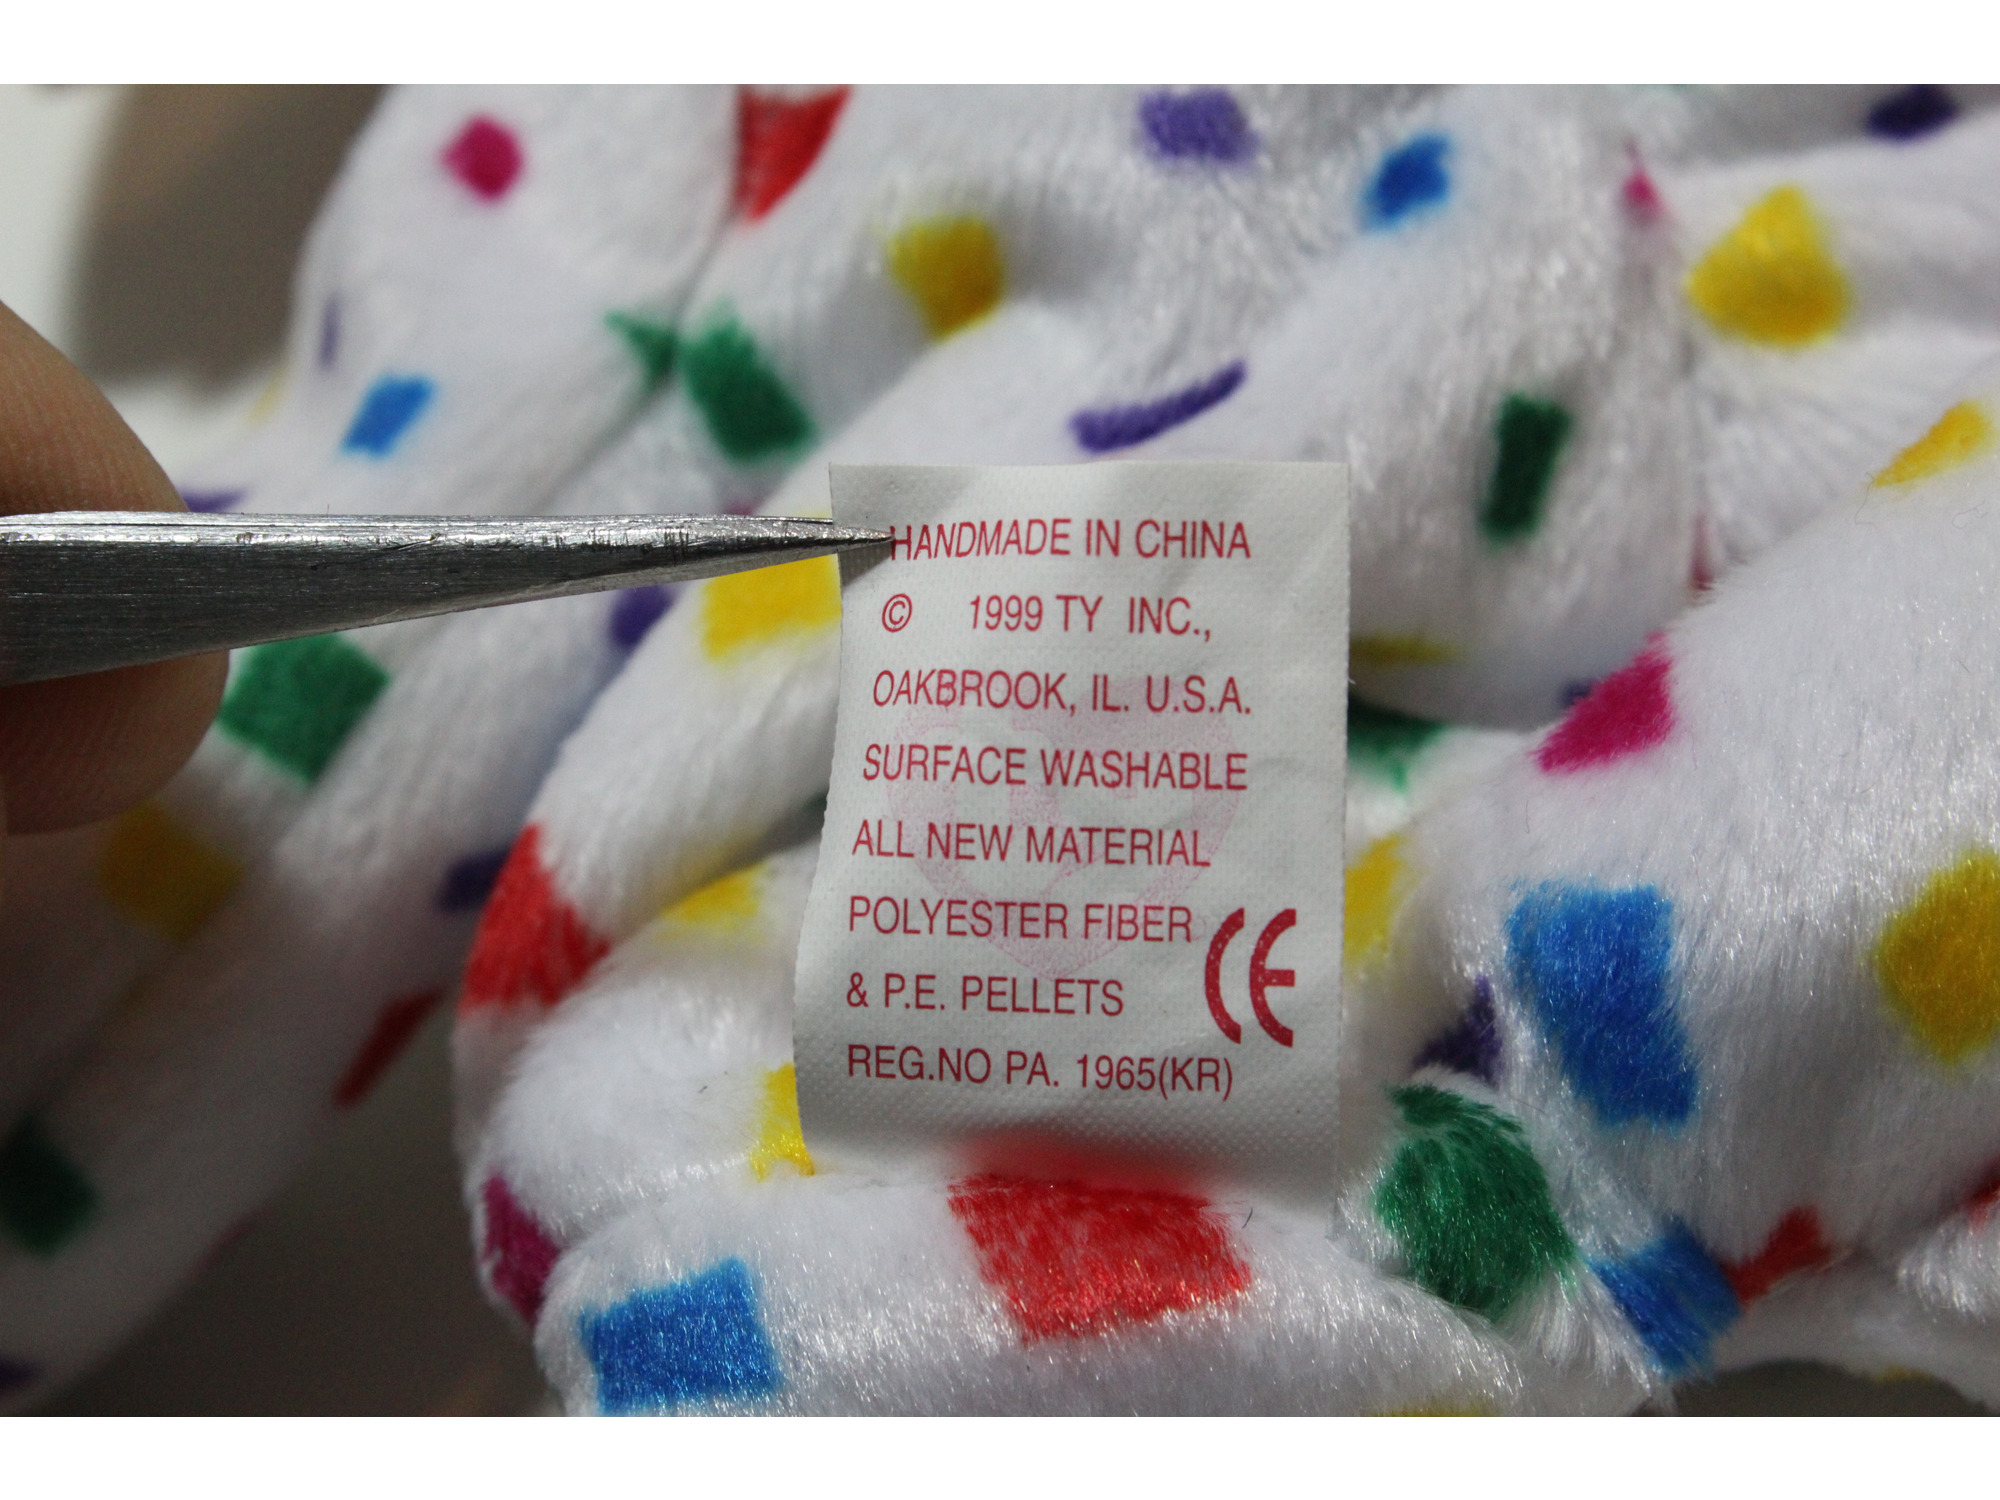 HANDMADE IN CHINA
© 1999 TY INC.,
OAKBROOK, IL. U.S.A.
SURFACE WASHABLE
ALL NEW MATERIAL
POLYESTER FIBER
& P.E. PELLETS
CE
REG.NO PA. 1965(KR)